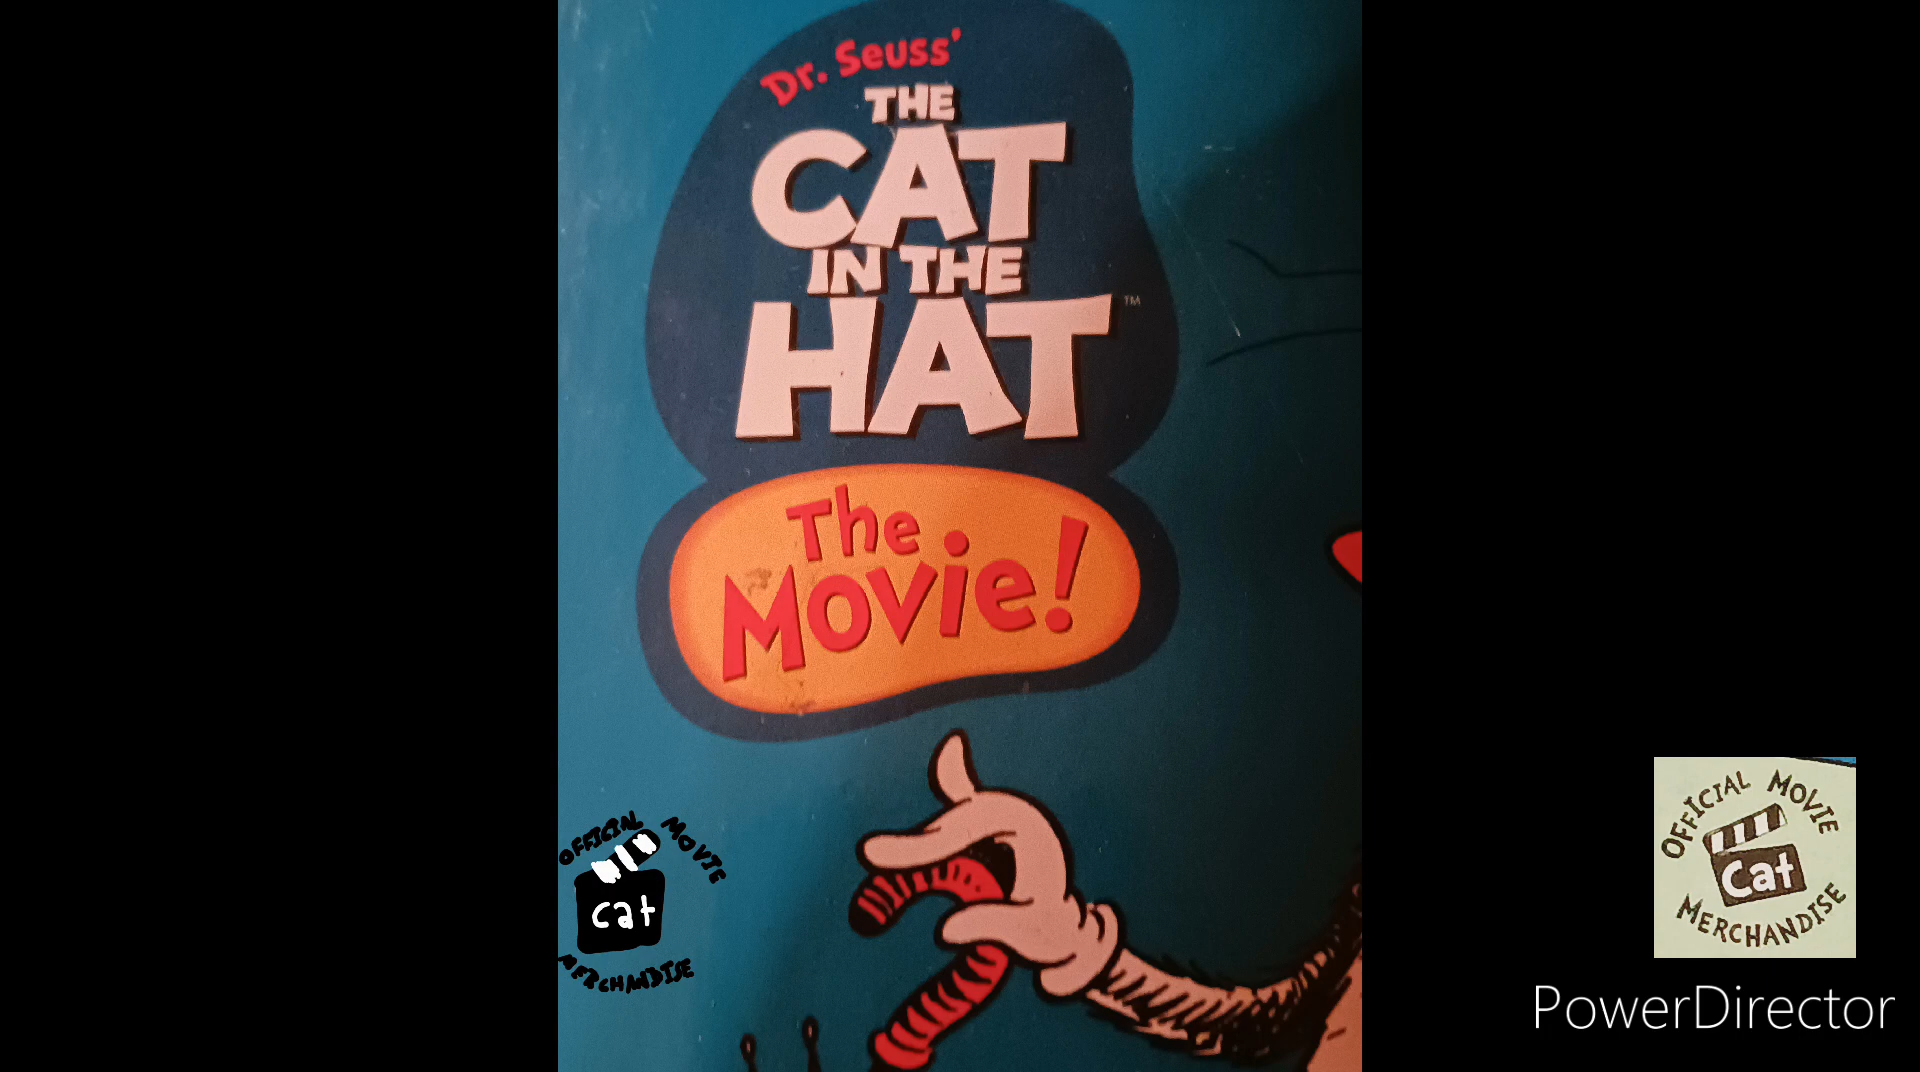 Dr. Seuss'
THE
CAT
IN THE
HAT
TM
The
Movie!
OFFICIAL MOVIE
cat
MERCHANDISE
OFFICIAL MOVIE
Cat
MERCHANDISE
PowerDirector